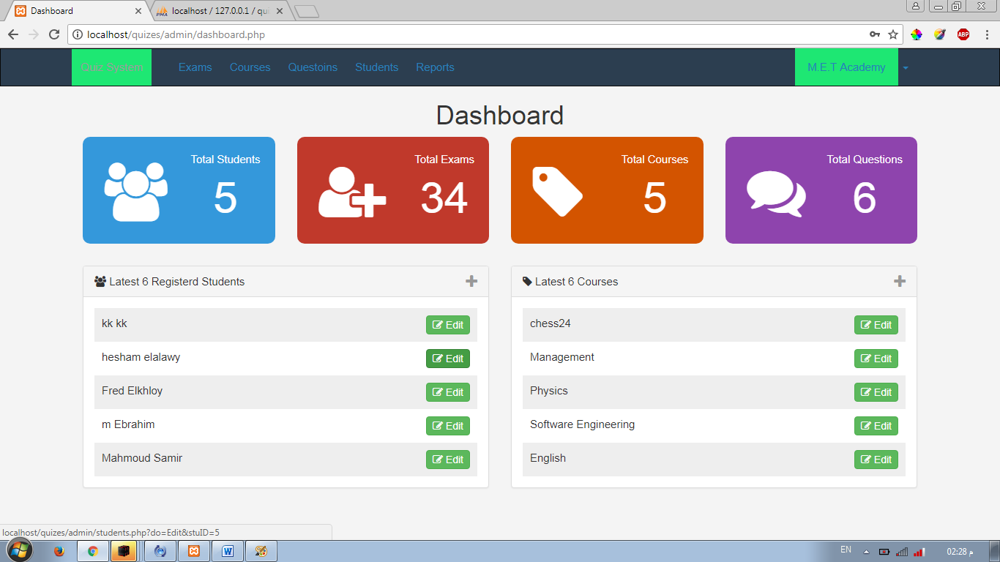 Dashboard
localhost / 127.0.0.1 / qui
localhost/quizes/admin/dashboard.php
ABP
Quiz System
Exams
Courses
Questoins
Students
Reports
M.E.T Academy
Dashboard
Total Students
5
Total Exams
34
Total Courses
5
Total Questions
6
Latest 6 Registerd Students
kk kk
Edit
hesham elalawy
Edit
Fred Elkhloy
Edit
m Ebrahim
Edit
Mahmoud Samir
Edit
Latest 6 Courses
chess24
Edit
Management
Edit
Physics
Edit
Software Engineering
Edit
English
Edit
localhost/quizes/admin/students.php?do=Edit&stuID=5
EN
02:28 م